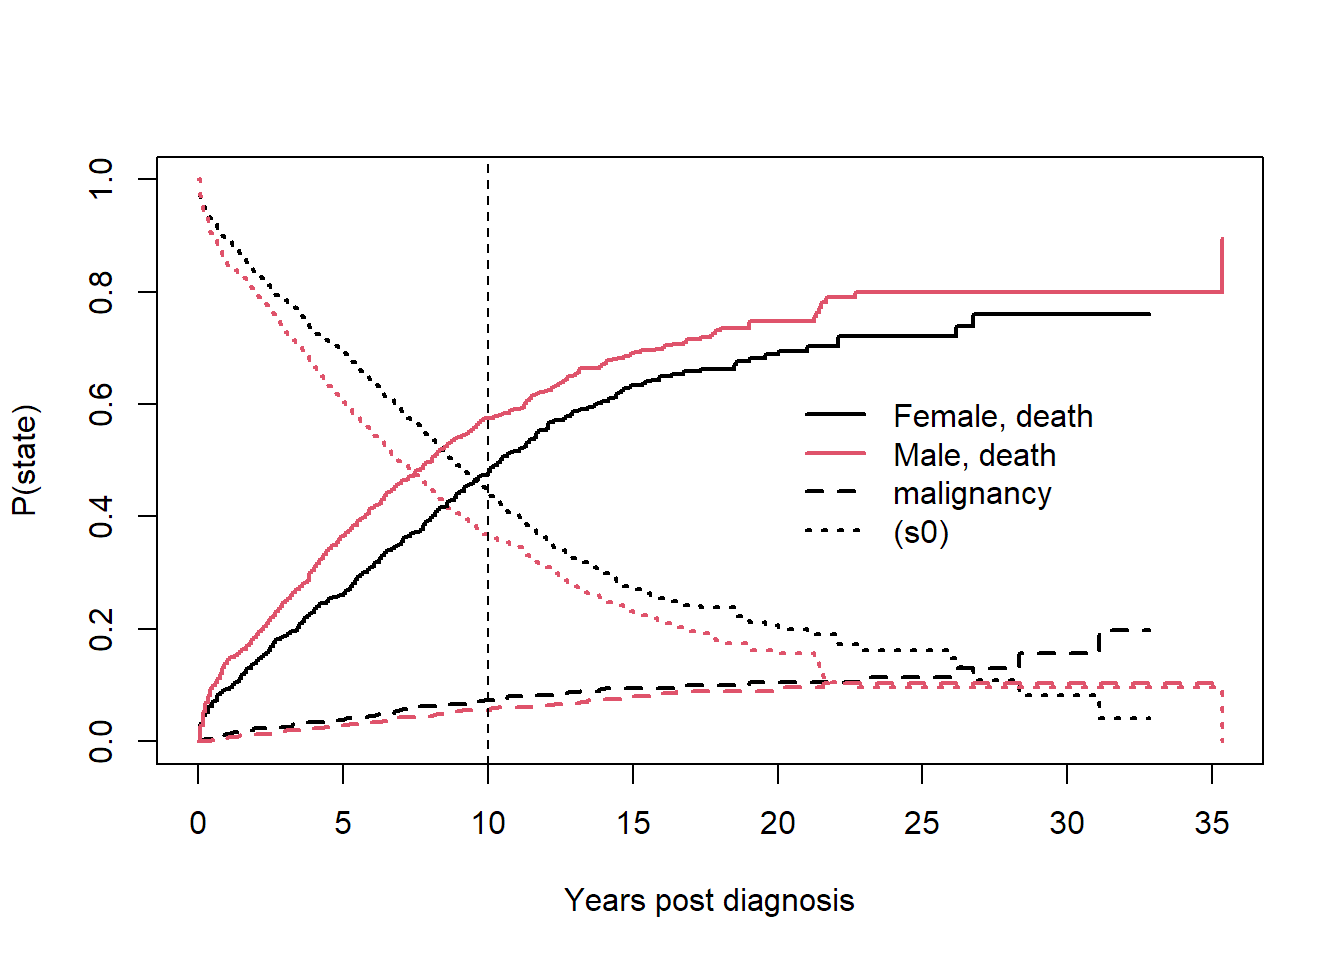 P(state)
1.0
0.8
0.6
0.4
0.2
0.0
Female, death
Male, death
malignancy
(s0)
0 5 10 15 20 25 30 35
Years post diagnosis